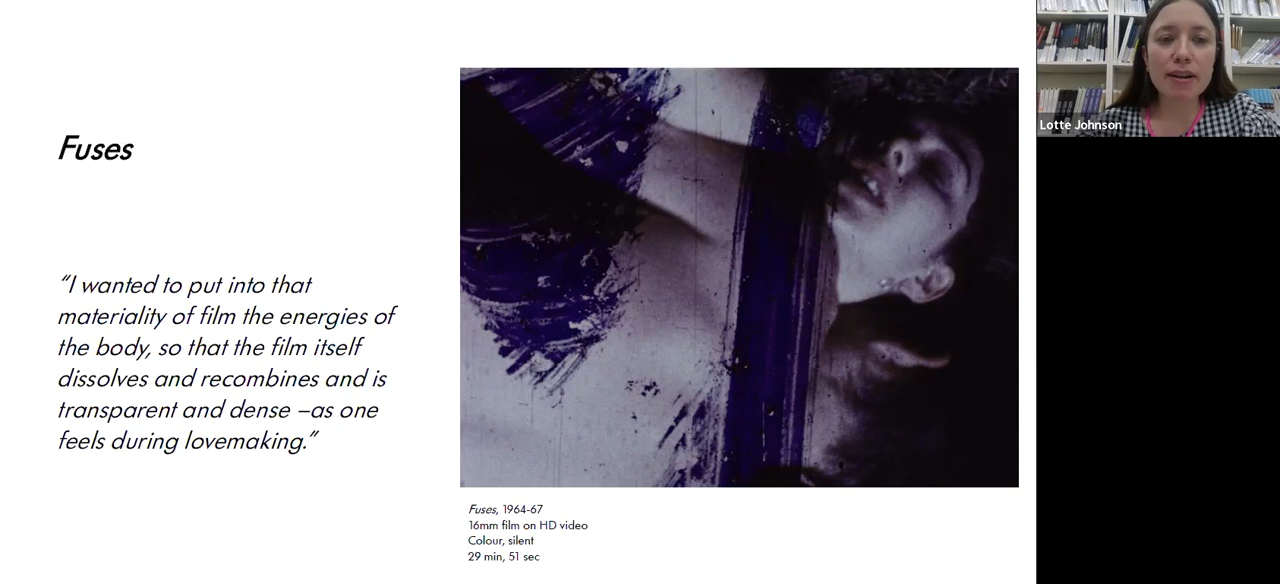 Fuses
“I wanted to put into that
materiality of film the energies of
the body, so that the film itself
dissolves and recombines and is
transparent and dense –as one
feels during lovemaking.”
Fuses, 1964-67
16mm film on HD video
Colour, silent
29 min, 51 sec
Lotte Johnson